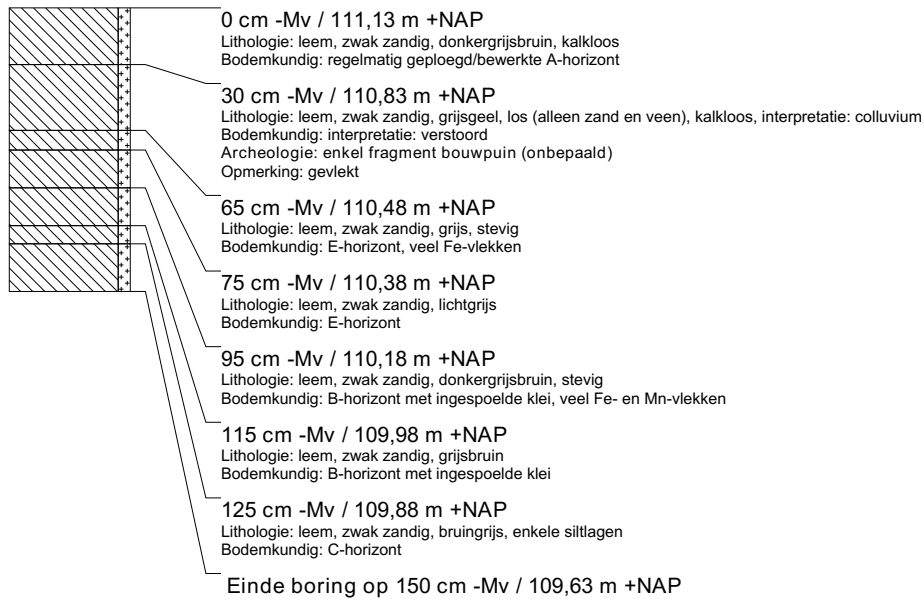 0 cm -Mv / 111,13 m +NAP
Lithologie: leem, zwak zandig, donkergrijsbruin, kalkloos
Bodemkundig: regelmatig geploegd/bewerkte A-horizont
30 cm -Mv / 110,83 m +NAP
Lithologie: leem, zwak zandig, grijsgeel, los (alleen zand en veen), kalkloos, interpretatie: colluvium
Bodemkundig: interpretatie: verstoord
Archeologie: enkel fragment bouwpuin (onbepaald)
Opmerking: gevlekt
65 cm -Mv / 110,48 m +NAP
Lithologie: leem, zwak zandig, grijs, stevig
Bodemkundig: E-horizont, veel Fe-vlekken
75 cm -Mv / 110,38 m +NAP
Lithologie: leem, zwak zandig, lichtgrijs
Bodemkundig: E-horizont
95 cm -Mv / 110,18 m +NAP
Lithologie: leem, zwak zandig, donkergrijsbruin, stevig
Bodemkundig: B-horizont met ingespoelde klei, veel Fe- en Mn-vlekken
115 cm -Mv / 109,98 m +NAP
Lithologie: leem, zwak zandig, grijsbruin
Bodemkundig: B-horizont met ingespoelde klei
125 cm -Mv / 109,88 m +NAP
Lithologie: leem, zwak zandig, bruingrijs, enkele siltlagen
Bodemkundig: C-horizont
Einde boring op 150 cm -Mv / 109,63 m +NAP